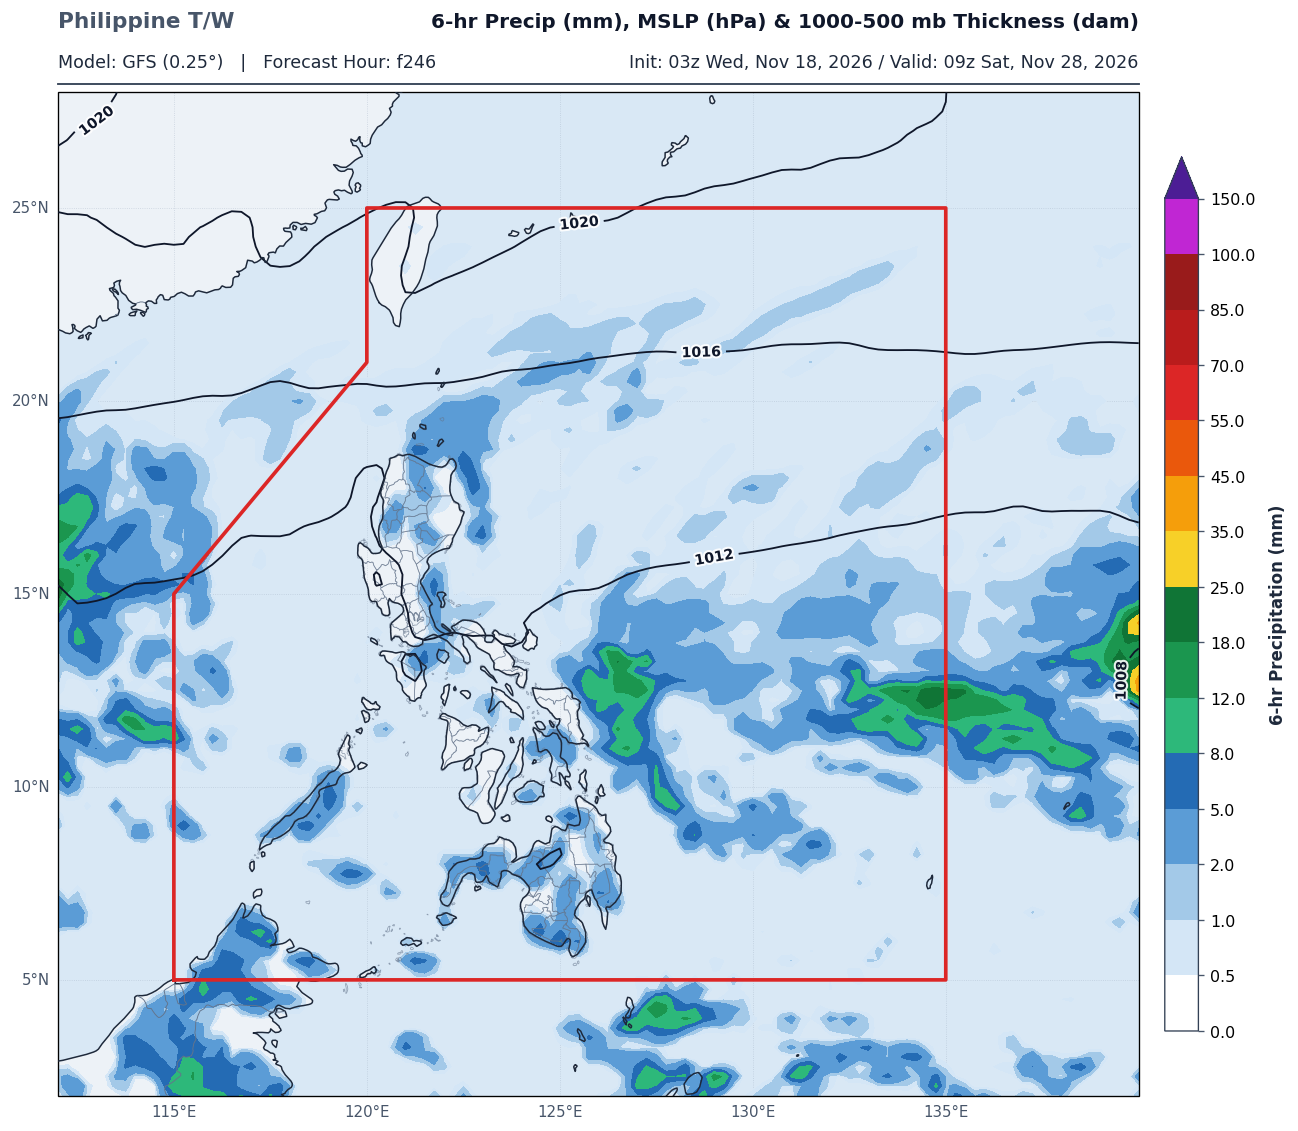 Philippine T/W
6-hr Precip (mm), MSLP (hPa) & 1000-500 mb Thickness (dam)
Model: GFS (0.25°) | Forecast Hour: f246
Init: 03z Wed, Nov 18, 2026 / Valid: 09z Sat, Nov 28, 2026
1020
1020
1016
1012
1008
25°N
20°N
15°N
10°N
5°N
115°E
120°E
125°E
130°E
135°E
150.0
100.0
85.0
70.0
55.0
45.0
35.0
25.0
18.0
12.0
8.0
5.0
2.0
1.0
0.5
0.0
6-hr Precipitation (mm)